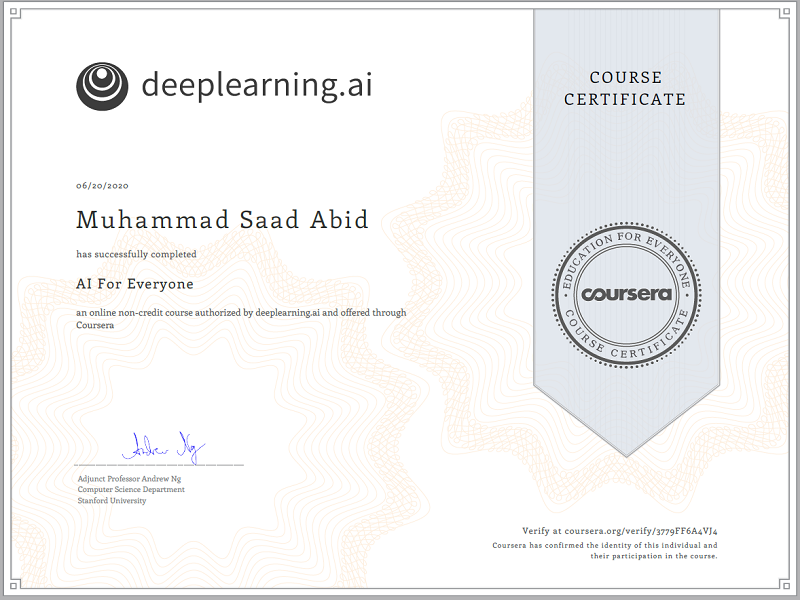 deeplearning.ai
COURSE
CERTIFICATE
06/20/2020
Muhammad Saad Abid
has successfully completed
AI For Everyone
an online non-credit course authorized by deeplearning.ai and offered through
Coursera
EDUCATION FOR EVERYONE
coursera
COURSE CERTIFICATE
Andrew Ng
Adjunct Professor Andrew Ng
Computer Science Department
Stanford University
Verify at coursera.org/verify/3779FF6A4VJ4
Coursera has confirmed the identity of this individual and
their participation in the course.